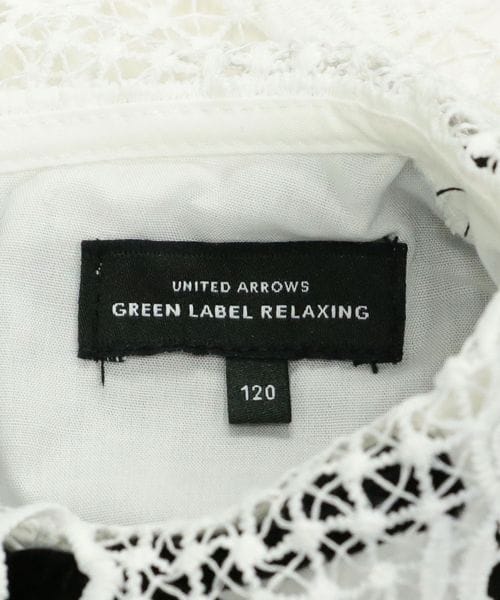 UNITED ARROWS
GREEN LABEL RELAXING
120